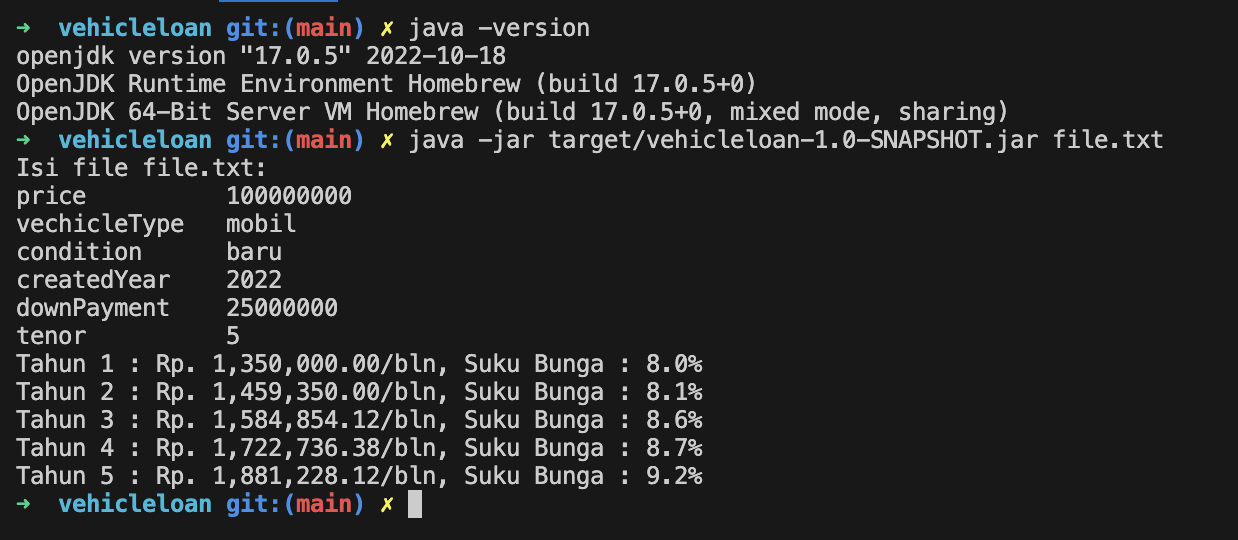 ➜  vehicleloan git:(main) ✗ java -version
openjdk version "17.0.5" 2022-10-18
OpenJDK Runtime Environment Homebrew (build 17.0.5+0)
OpenJDK 64-Bit Server VM Homebrew (build 17.0.5+0, mixed mode, sharing)
➜  vehicleloan git:(main) ✗ java -jar target/vehicleloan-1.0-SNAPSHOT.jar file.txt
Isi file file.txt:
price          100000000
vechicleType   mobil
condition      baru
createdYear    2022
downPayment    25000000
tenor          5
Tahun 1 : Rp. 1,350,000.00/bln, Suku Bunga : 8.0%
Tahun 2 : Rp. 1,459,350.00/bln, Suku Bunga : 8.1%
Tahun 3 : Rp. 1,584,854.12/bln, Suku Bunga : 8.6%
Tahun 4 : Rp. 1,722,736.38/bln, Suku Bunga : 8.7%
Tahun 5 : Rp. 1,881,228.12/bln, Suku Bunga : 9.2%
➜  vehicleloan git:(main) ✗